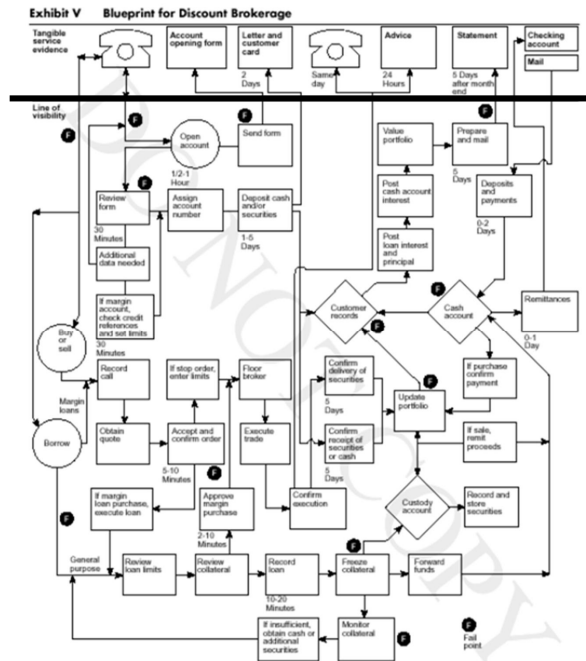 Exhibit V Blueprint for Discount Brokerage
Tangible
service
evidence
Account
opening form
Letter and
customer
card
2
Days
Same
day
Advice
24
Hours
Statement
5 Days
after month
end
Checking
account
Mail
Line of
visibility
F
F
F
Open
account
Send form
1/2-1
Hour
F
Review
form
30
Minutes
Assign
account
number
Deposit cash
and/or
securities
1-5
Days
Additional
data needed
If margin
account,
check credit
references
and set limits
30
Minutes
Value
portfolio
Post
cash account
interest
Post
loan interest
and
principal
F
Prepare
and mail
5
Days
Deposits
and
payments
0-2
Days
Customer
records
F
F
Cash
account
Remittances
0-1
Day
Buy
or
sell
Margin
loans
Borrow
Record
call
If stop order,
enter limits
Floor
broker
Confirm
delivery of
securities
5
Days
F
Update
portfolio
If purchase
confirm
payment
Obtain
quote
Accept and
confirm order
5-10
Minutes
F
Execute
trade
Confirm
receipt of
securities
or cash
5
Days
If sale,
remit
proceeds
F
If margin
loan purchase,
execute loan
Approve
margin
purchase
2-10
Minutes
Confirm
execution
Custody
account
Record and
store
securities
General
purpose
Review
loan limits
Review
collateral
Record
loan
10-20
Minutes
F
Freeze
collateral
Forward
funds
If insufficient,
obtain cash or
additional
securities
Monitor
collateral
F
F
Fail
point
DO NOT COPY